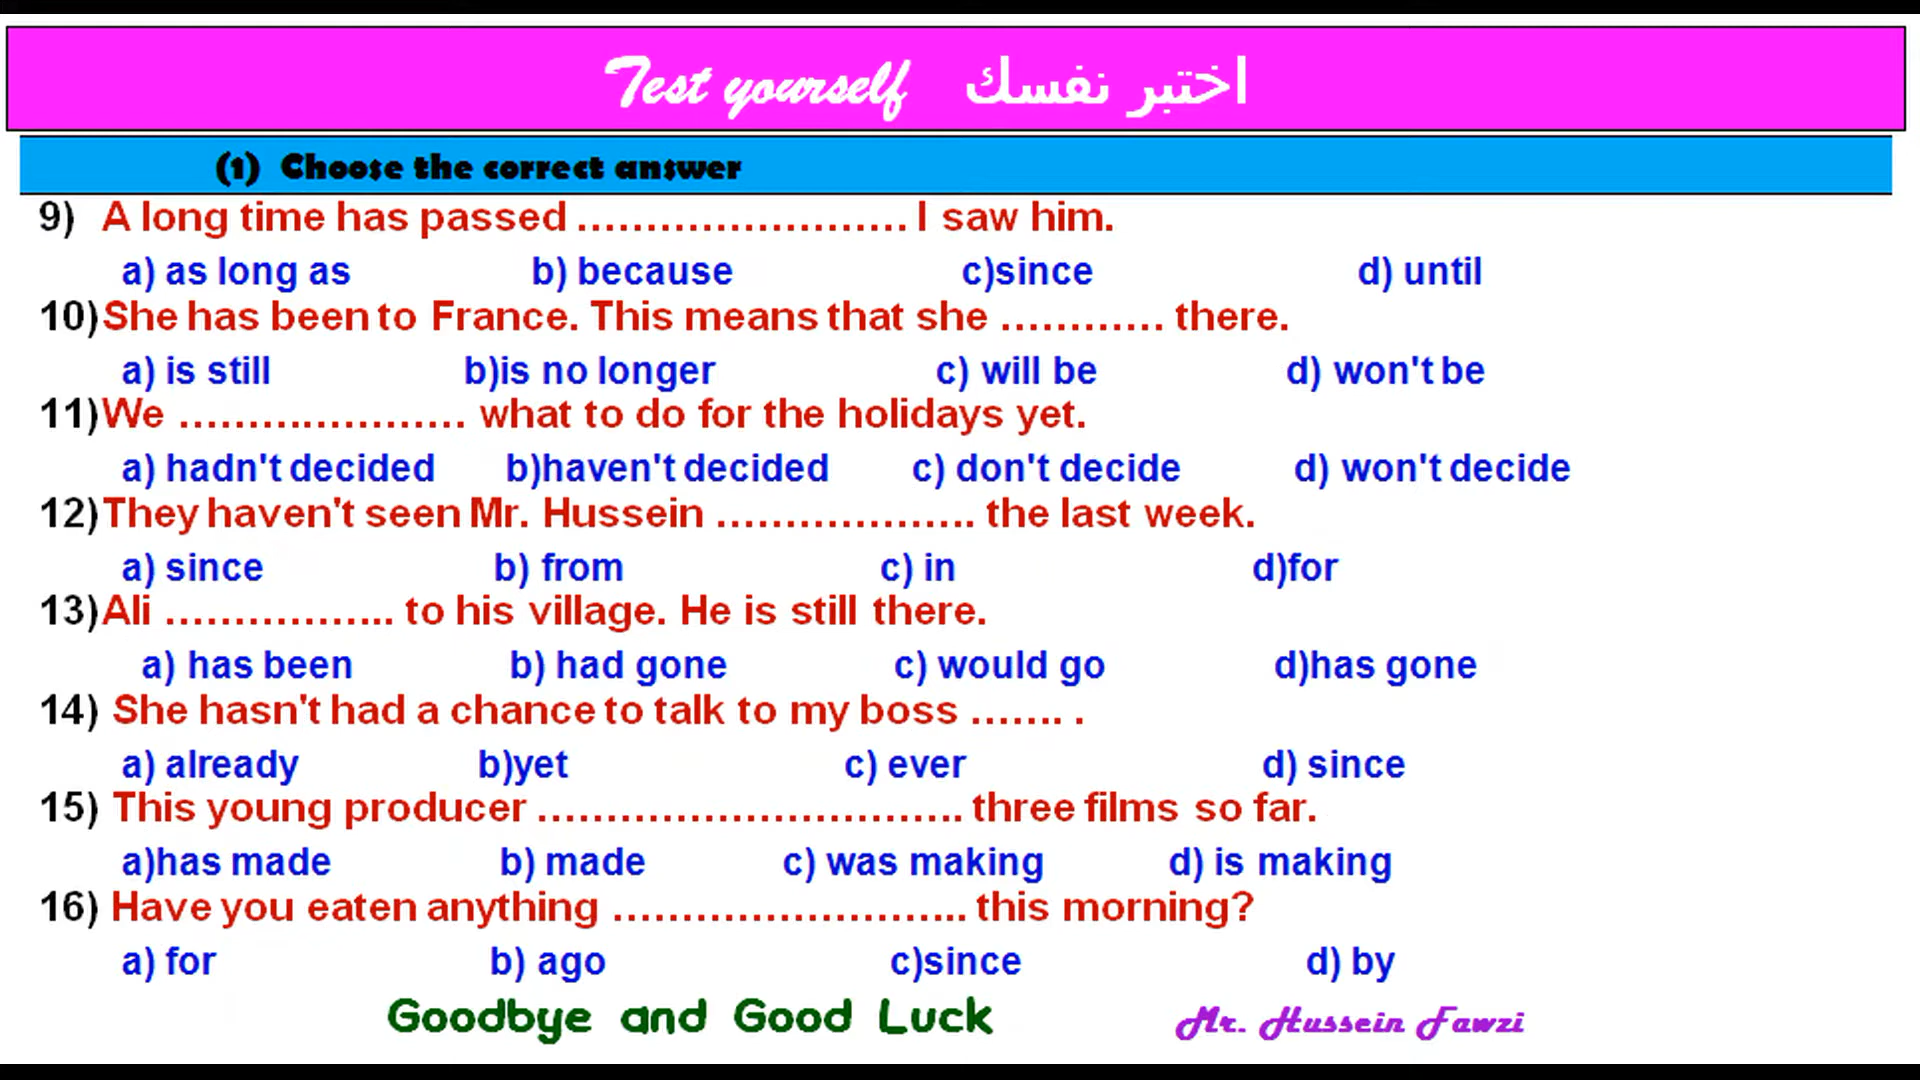 Test yourself اختبر نفسك
(1) Choose the correct answer
9) A long time has passed …………………… I saw him.
a) as long as b) because c)since d) until
10)She has been to France. This means that she ………… there.
a) is still b)is no longer c) will be d) won't be
11)We ………………… what to do for the holidays yet.
a) hadn't decided b)haven't decided c) don't decide d) won't decide
12)They haven't seen Mr. Hussein ………………. the last week.
a) since b) from c) in d)for
13)Ali …………….. to his village. He is still there.
a) has been b) had gone c) would go d)has gone
14) She hasn't had a chance to talk to my boss ……. .
a) already b)yet c) ever d) since
15) This young producer …………………………. three films so far.
a)has made b) made c) was making d) is making
16) Have you eaten anything …………………….. this morning?
a) for b) ago c)since d) by
Goodbye and Good Luck Mr. Hussein Fawzi